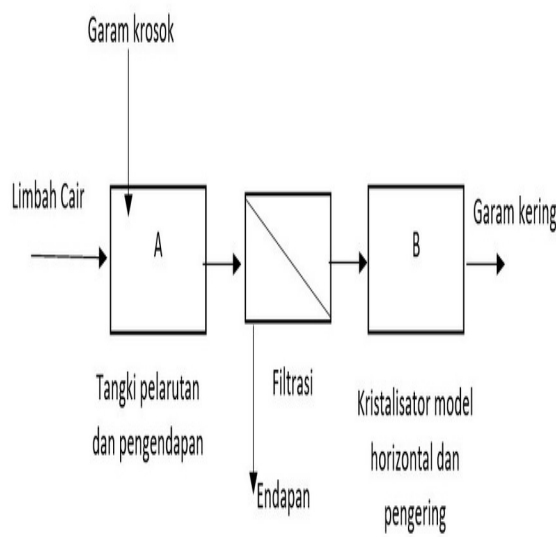 Garam krosok
Limbah Cair
A
B
Garam kering
Tangki pelarutan
dan pengendapan
Filtrasi
Kristalisator model
horizontal dan
pengering
Endapan